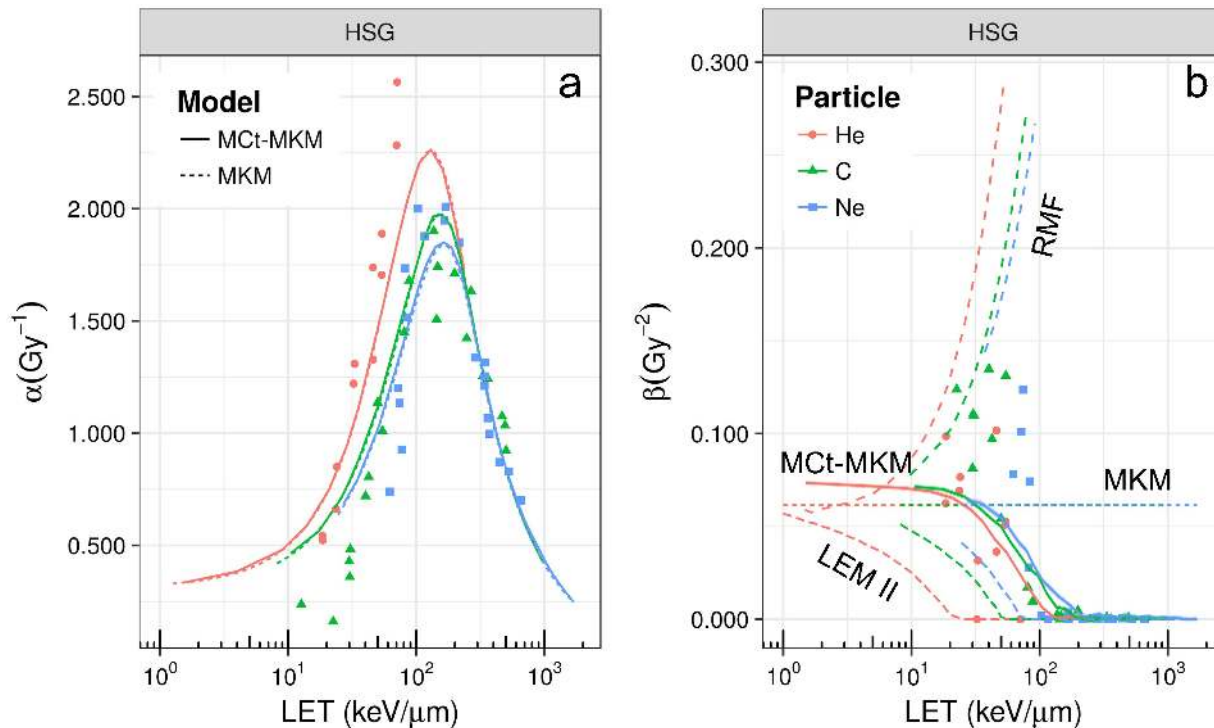 HSG
a
Model
MCt-MKM
MKM
2.500
2.000
1.500
1.000
0.500
α(Gy⁻¹)
10⁰ 10¹ 10² 10³
LET (keV/μm)
HSG
b
Particle
He
C
Ne
RMF
MCt-MKM
MKM
LEM II
0.300
0.200
0.100
0.000
β(Gy⁻²)
10⁰ 10¹ 10² 10³
LET (keV/μm)